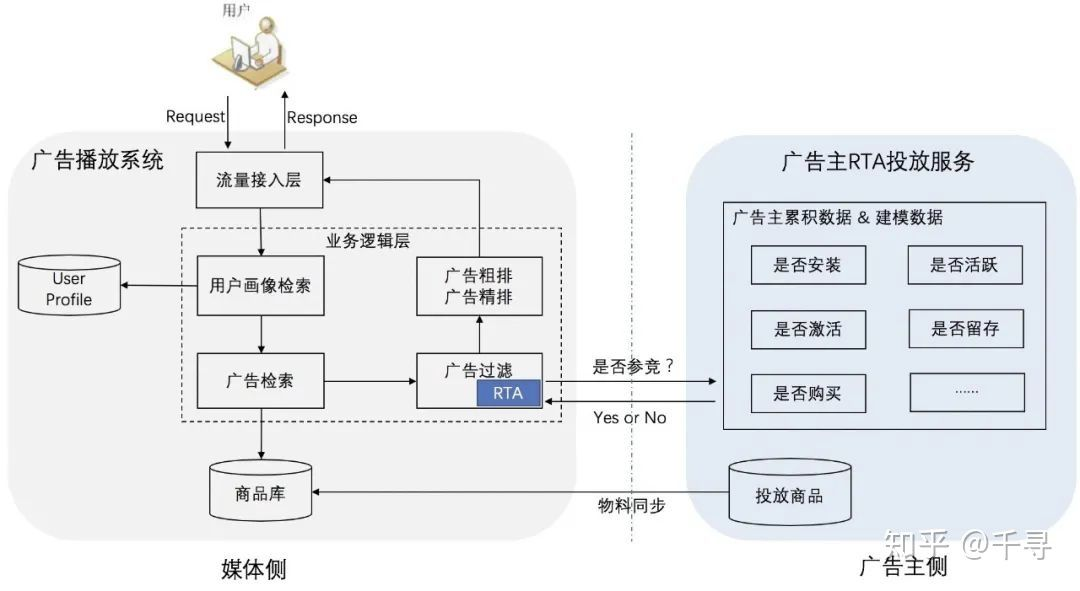 用户
Request
Response
广告播放系统
流量接入层
业务逻辑层
User
Profile
用户画像检索
广告粗排
广告精排
广告检索
广告过滤
RTA
商品库
媒体侧
是否参竞？
Yes or No
物料同步
广告主RTA投放服务
广告主累积数据 & 建模数据
是否安装
是否活跃
是否激活
是否留存
是否购买
······
投放商品
广告主侧
知乎 @千寻